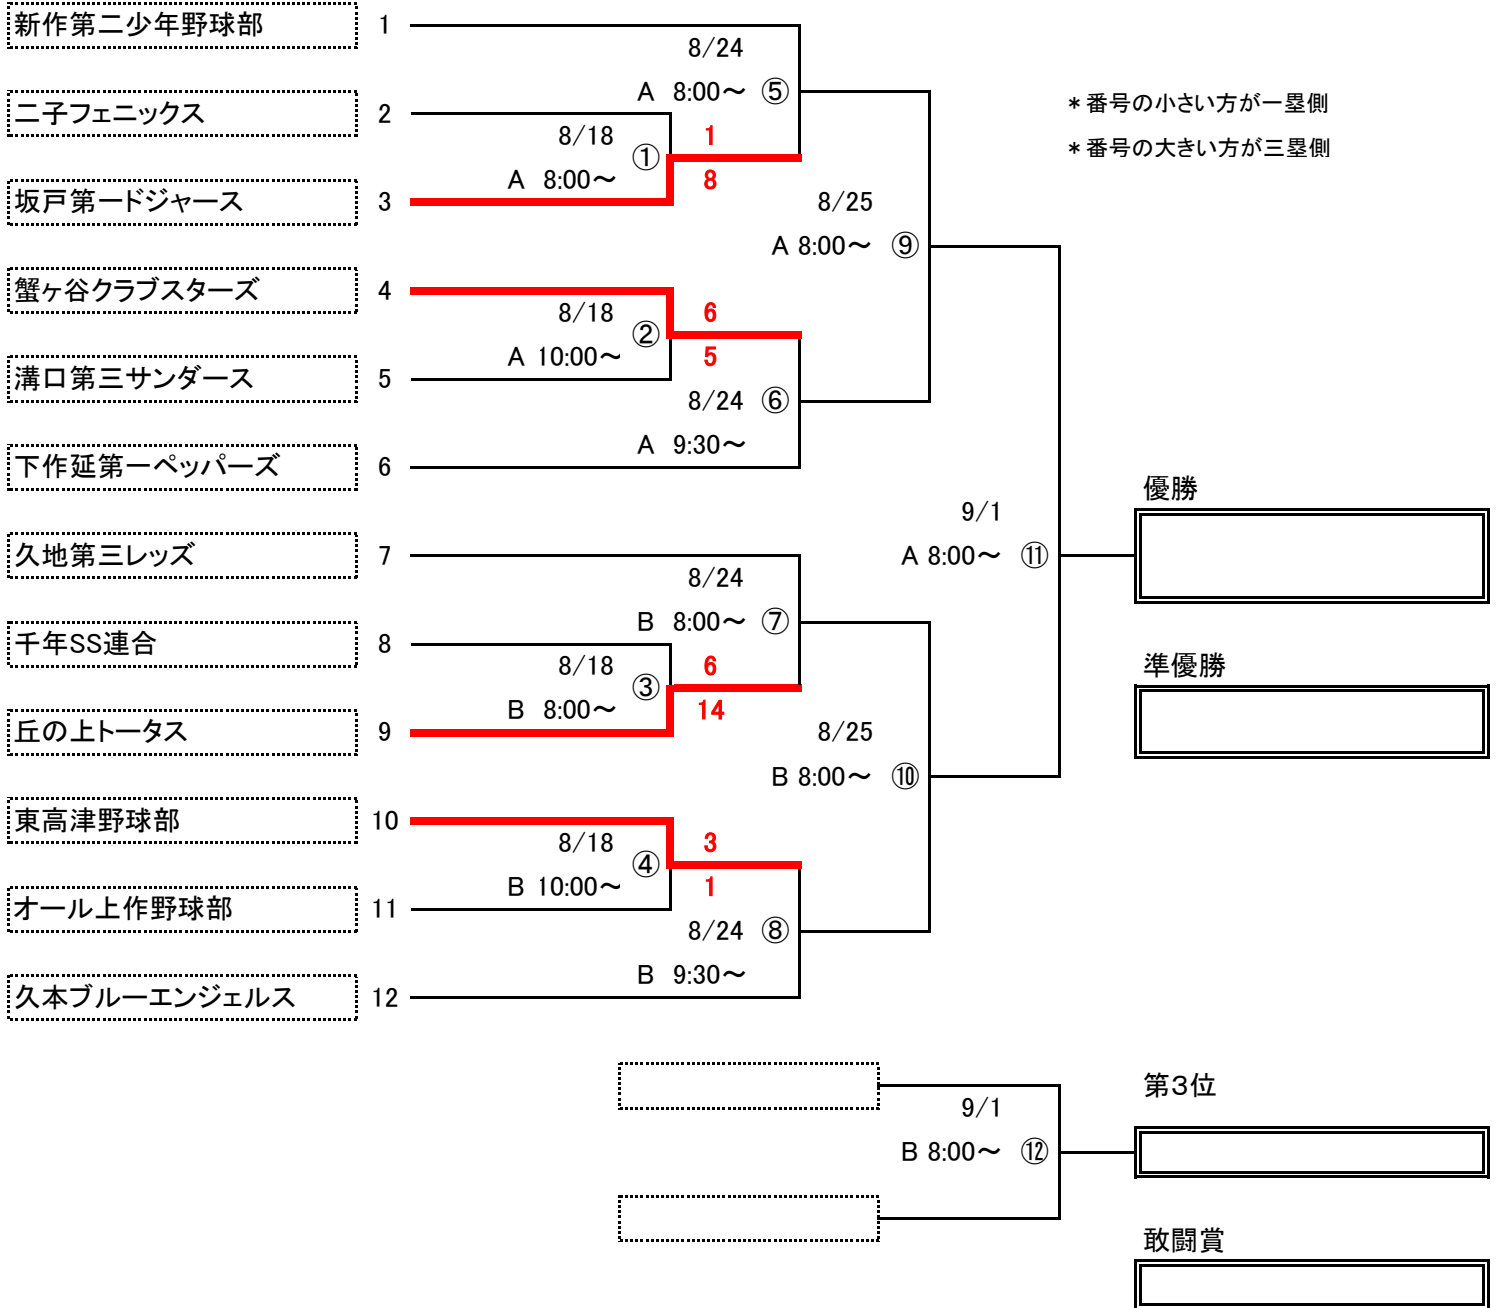 新作第二少年野球部 1
8/24
A 8:00～ ⑤
＊番号の小さい方が一塁側
二子フェニックス 2
8/18 1
＊番号の大きい方が三塁側
①
A 8:00～ 8
坂戸第一ドジャース 3
8/25
A 8:00～ ⑨
蟹ヶ谷クラブスターズ 4
8/18 6
②
A 10:00～ 5
溝口第三サンダース 5
8/24 ⑥
A 9:30～
下作延第一ペッパーズ 6
優勝
9/1
A 8:00～ ⑪
久地第三レッズ 7
8/24
B 8:00～ ⑦
千年SS連合 8
8/18 6
準優勝
③
B 8:00～ 14
丘の上トータス 9
8/25
B 8:00～ ⑩
東高津野球部 10
8/18 3
④
B 10:00～ 1
オール上作野球部 11
8/24 ⑧
B 9:30～
久本ブルーエンジェルス 12
第３位
9/1
B 8:00～ ⑫
敢闘賞